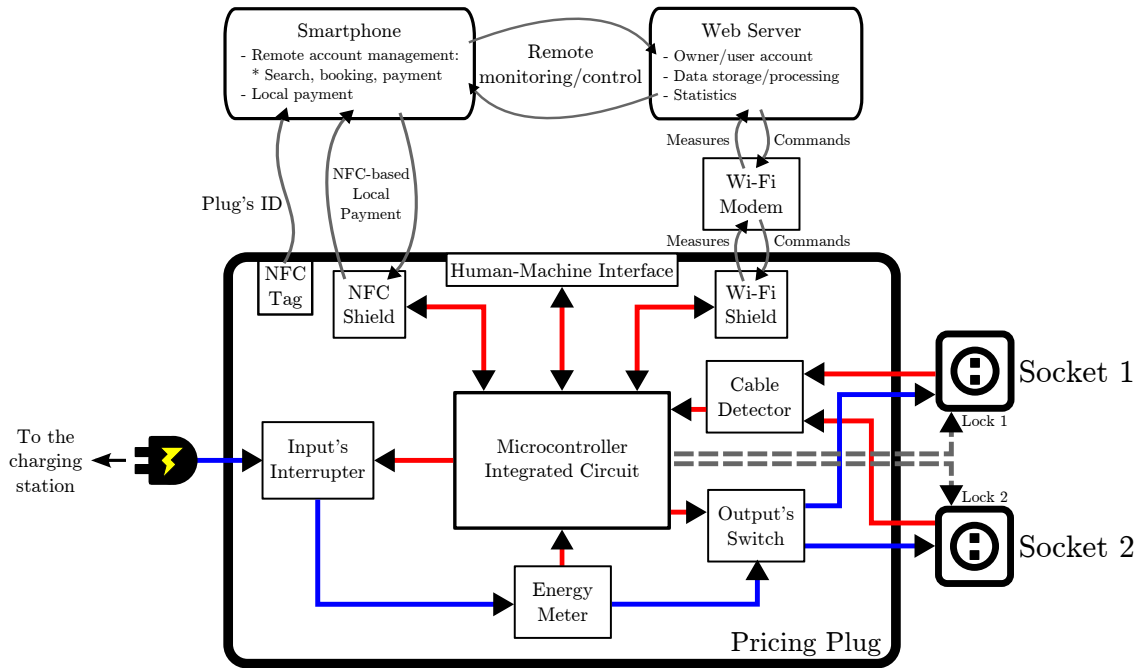 Smartphone
- Remote account management:
* Search, booking, payment
- Local payment
Remote
monitoring/control
Web Server
- Owner/user account
- Data storage/processing
- Statistics
Measures
Commands
Wi-Fi
Modem
Measures
Commands
Plug's ID
NFC-based
Local
Payment
NFC
Tag
NFC
Shield
Human-Machine Interface
Wi-Fi
Shield
Cable
Detector
Socket 1
Lock 1
To the
charging
station
Input's
Interrupter
Microcontroller
Integrated Circuit
Lock 2
Output's
Switch
Socket 2
Energy
Meter
Pricing Plug